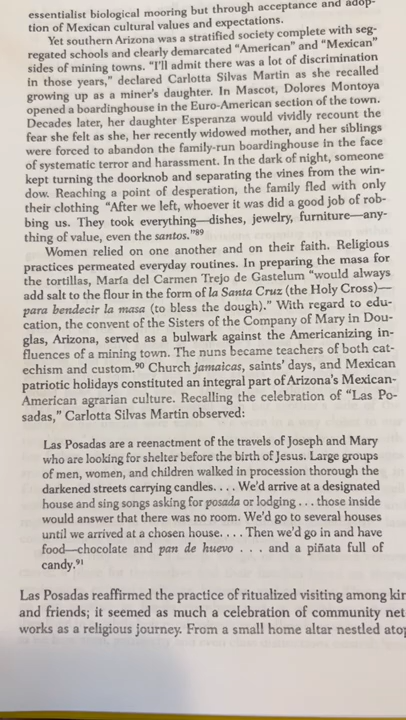 essentialist biological mooring but through acceptance and adop-
tion of Mexican cultural values and expectations.
Yet southern Arizona was a stratified society complete with seg-
regated schools and clearly demarcated “American” and “Mexican”
sides of mining towns. “I’ll admit there was a lot of discrimination
in those years,” declared Carlotta Silvas Martin as she recalled
growing up as a miner’s daughter. In Mascot, Dolores Montoya
opened a boardinghouse in the Euro-American section of the town.
Decades later, her daughter Esperanza would vividly recount the
fear she felt as she, her recently widowed mother, and her siblings
were forced to abandon the family-run boardinghouse in the face
of systematic terror and harassment. In the dark of night, someone
kept turning the doorknob and separating the vines from the win-
dow. Reaching a point of desperation, the family fled with only
their clothing “After we left, whoever it was did a good job of rob-
bing us. They took everything—dishes, jewelry, furniture—any-
thing of value, even the santos.”89
Women relied on one another and on their faith. Religious
practices permeated everyday routines. In preparing the masa for
the tortillas, María del Carmen Trejo de Gastelum “would always
add salt to the flour in the form of la Santa Cruz (the Holy Cross)—
para bendecir la masa (to bless the dough).” With regard to edu-
cation, the convent of the Sisters of the Company of Mary in Dou-
glas, Arizona, served as a bulwark against the Americanizing in-
fluences of a mining town. The nuns became teachers of both cat-
echism and custom.90 Church jamaicas, saints’ days, and Mexican
patriotic holidays constituted an integral part of Arizona’s Mexican-
American agrarian culture. Recalling the celebration of “Las Po-
sadas,” Carlotta Silvas Martin observed:
Las Posadas are a reenactment of the travels of Joseph and Mary
who are looking for shelter before the birth of Jesus. Large groups
of men, women, and children walked in procession thorough the
darkened streets carrying candles. . . . We’d arrive at a designated
house and sing songs asking for posada or lodging . . . those inside
would answer that there was no room. We’d go to several houses
until we arrived at a chosen house. . . . Then we’d go in and have
food—chocolate and pan de huevo . . . and a piñata full of
candy.91
Las Posadas reaffirmed the practice of ritualized visiting among kin
and friends; it seemed as much a celebration of community net
works as a religious journey. From a small home altar nestled atop